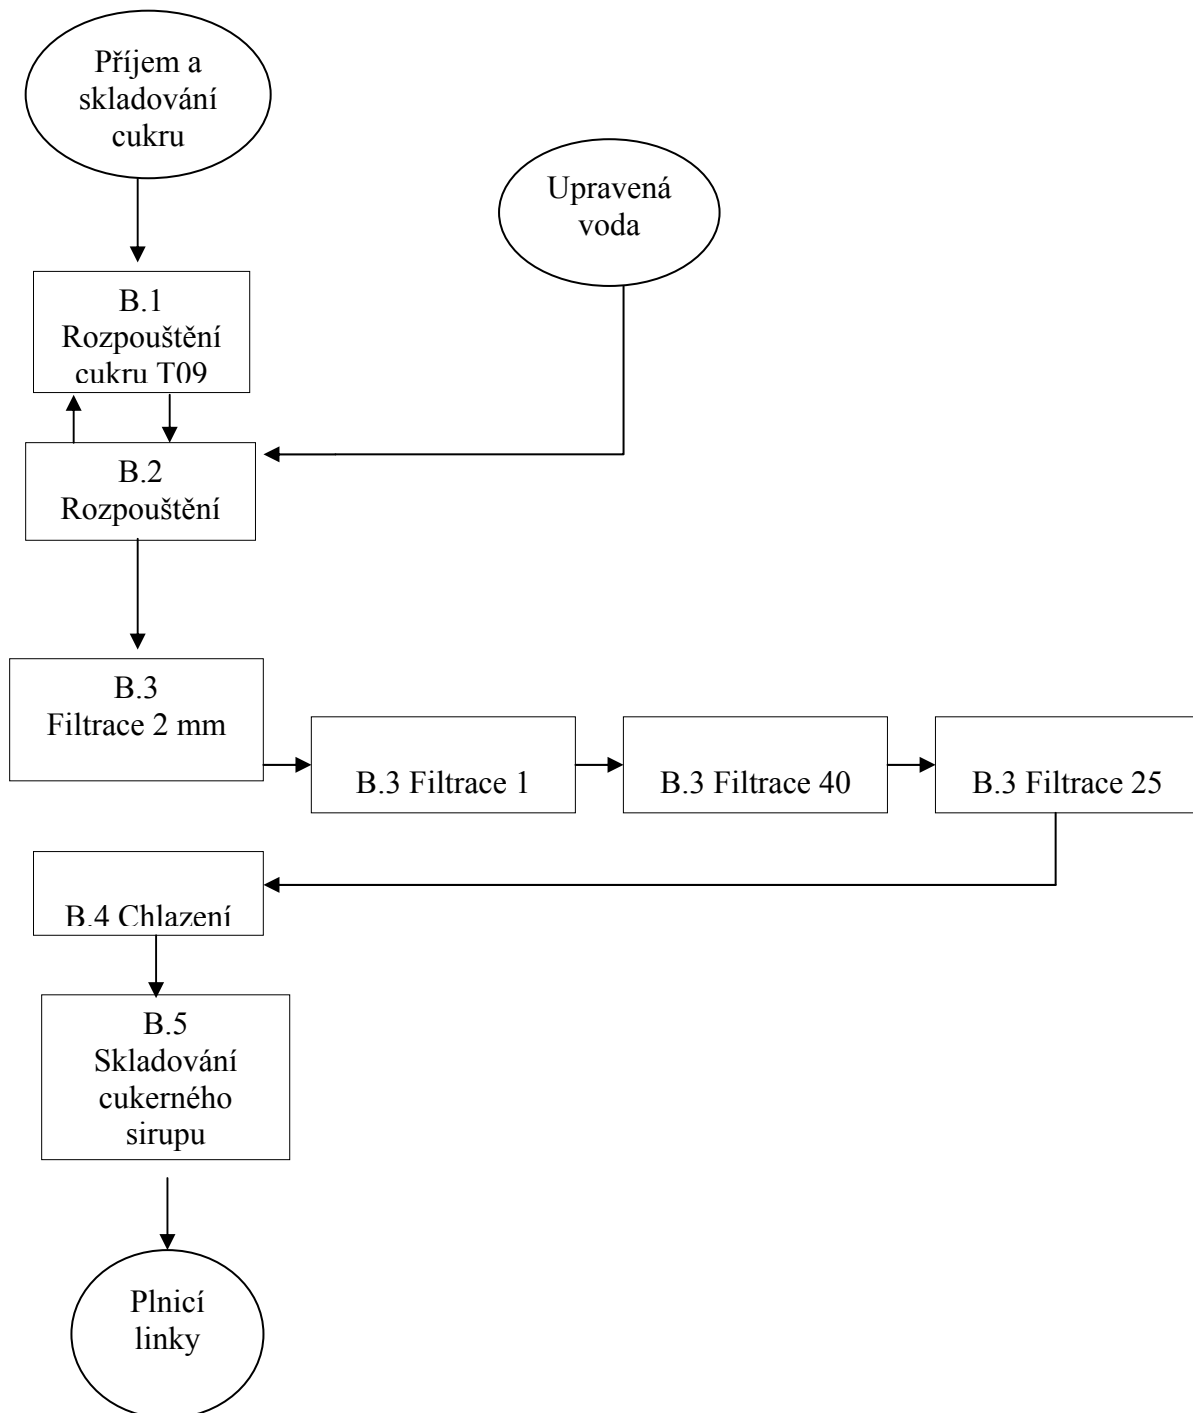 Příjem a
skladování
cukru
Upravená
voda
B.1
Rozpouštění
cukru T09
B.2
Rozpouštění
B.3
Filtrace 2 mm
B.3 Filtrace 1
B.3 Filtrace 40
B.3 Filtrace 25
B.4 Chlazení
B.5
Skladování
cukerného
sirupu
Plnicí
linky